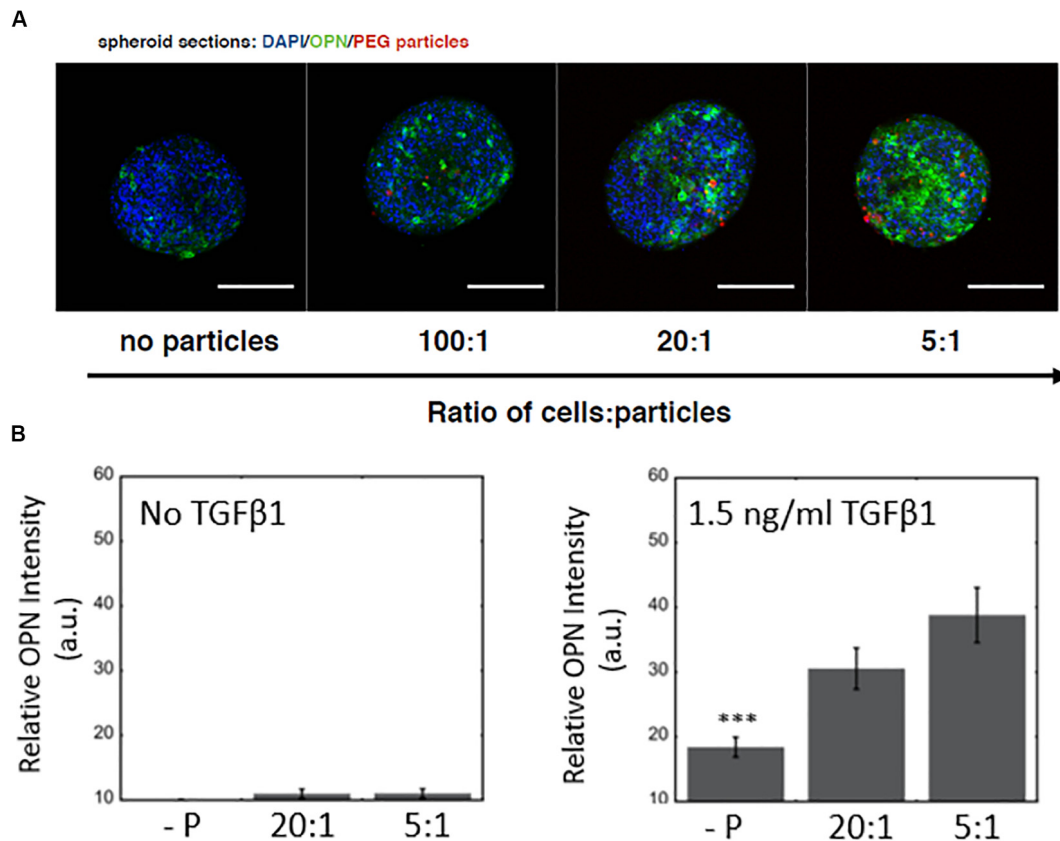 A
spheroid sections: DAPI/OPN/PEG particles
no particles
100:1
20:1
5:1
Ratio of cells:particles
B
Relative OPN Intensity
(a.u.)
60
50
40
30
20
10
No TGFβ1
- P
20:1
5:1
Relative OPN Intensity
(a.u.)
60
50
40
30
20
10
1.5 ng/ml TGFβ1
***
- P
20:1
5:1